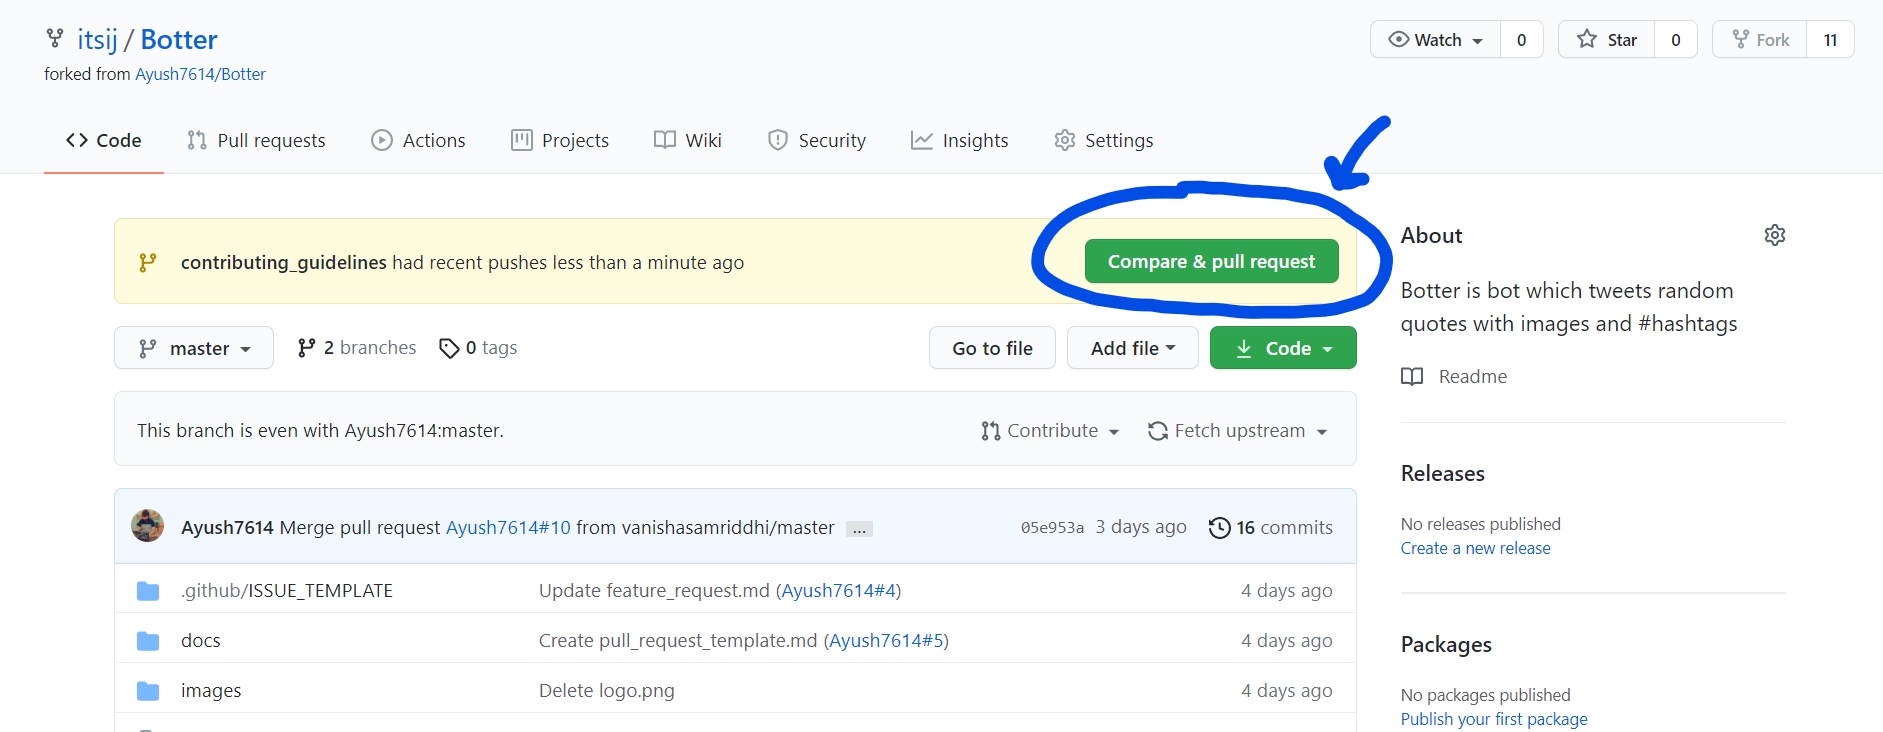 itsij / Botter
Watch 0
Star 0
Fork 11
forked from Ayush7614/Botter
Code
Pull requests
Actions
Projects
Wiki
Security
Insights
Settings
contributing_guidelines had recent pushes less than a minute ago
Compare & pull request
master
2 branches
0 tags
Go to file
Add file
Code
This branch is even with Ayush7614:master.
Contribute
Fetch upstream
Ayush7614 Merge pull request Ayush7614#10 from vanishasamriddhi/master ...
05e953a 3 days ago
16 commits
.github/ISSUE_TEMPLATE Update feature_request.md (Ayush7614#4) 4 days ago
docs Create pull_request_template.md (Ayush7614#5) 4 days ago
images Delete logo.png 4 days ago
About
Botter is bot which tweets random
quotes with images and #hashtags
Readme
Releases
No releases published
Create a new release
Packages
No packages published
Publish your first package